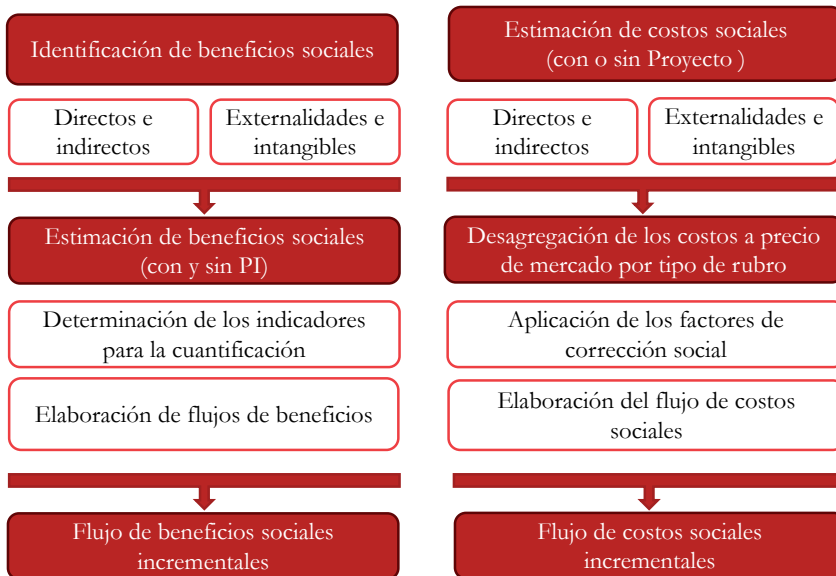 Identificación de beneficios sociales
Directos e
indirectos
Externalidades e
intangibles
Estimación de beneficios sociales
(con y sin PI)
Determinación de los indicadores
para la cuantificación
Elaboración de flujos de beneficios
Flujo de beneficios sociales
incrementales
Estimación de costos sociales
(con o sin Proyecto )
Directos e
indirectos
Externalidades e
intangibles
Desagregación de los costos a precio
de mercado por tipo de rubro
Aplicación de los factores de
corrección social
Elaboración del flujo de costos
sociales
Flujo de costos sociales
incrementales